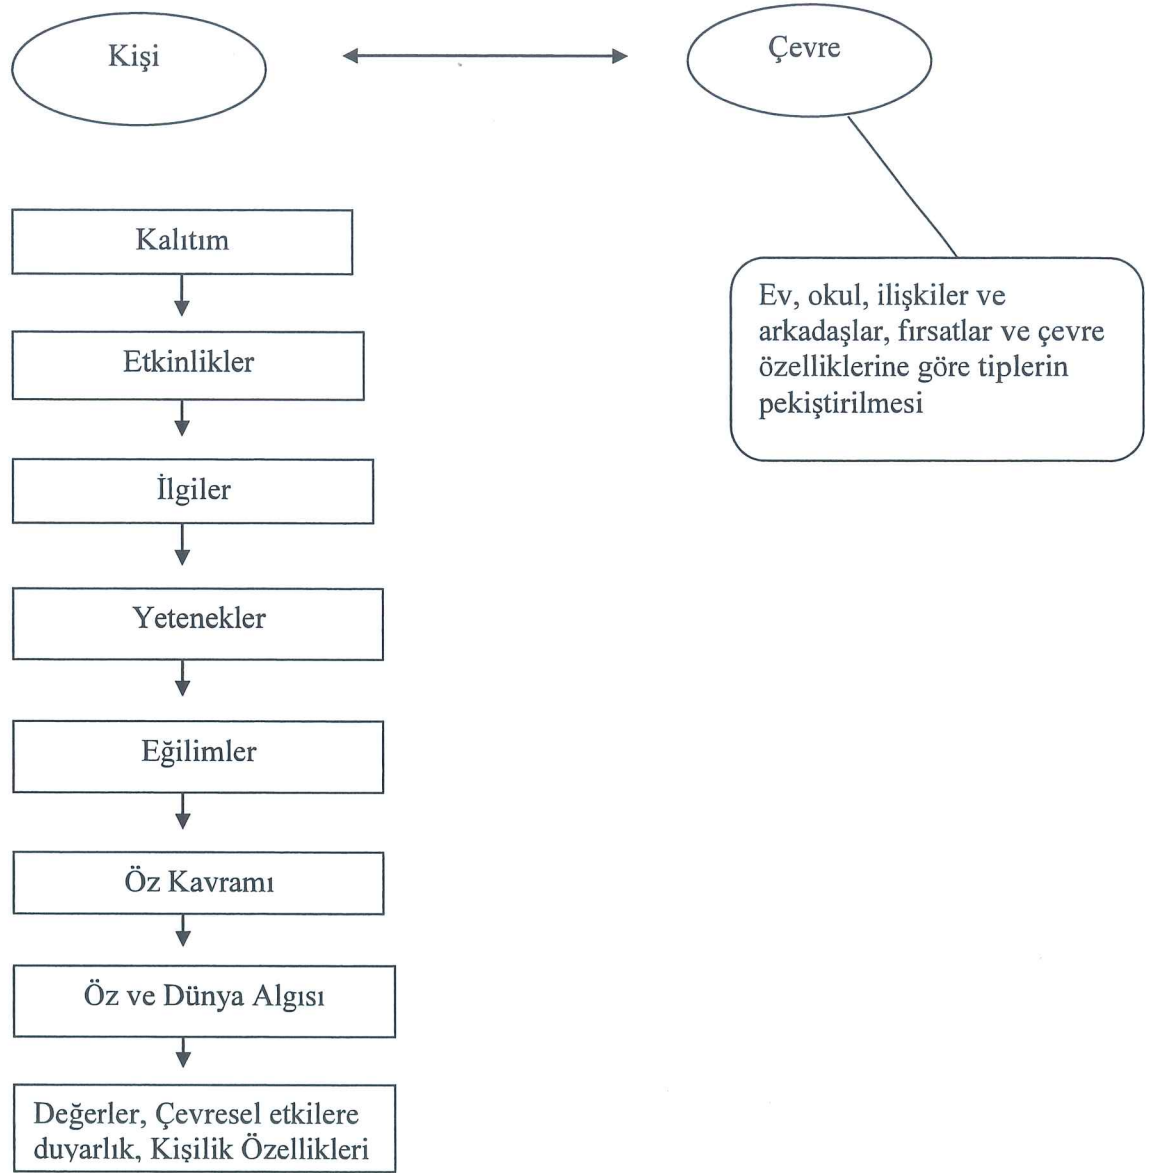 Kişi
Çevre
Kalıtım
Etkinlikler
İlgiler
Yetenekler
Eğilimler
Öz Kavramı
Öz ve Dünya Algısı
Değerler, Çevresel etkilere
duyarlık, Kişilik Özellikleri
Ev, okul, ilişkiler ve
arkadaşlar, fırsatlar ve çevre
özelliklerine göre tiplerin
pekiştirilmesi